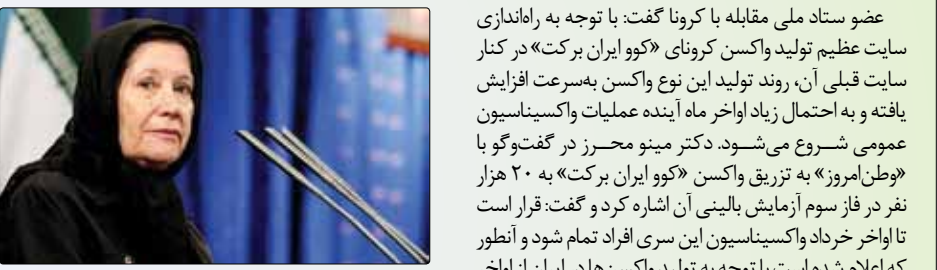 عضو ستاد ملی مقابله با کرونا گفت: با توجه به راه‌اندازی
سایت عظیم تولید واکسن کرونای «کوو ایران برکت» در کنار
سایت قبلی آن، روند تولید این نوع واکسن به‌سرعت افزایش
یافته و به احتمال زیاد اواخر ماه آینده عملیات واکسیناسیون
عمومی شــروع می‌شــود. دکتر مینو محــرز در گفت‌وگو با
«وطن‌امروز» به تزریق واکسن «کوو ایران برکت» به ۲۰ هزار
نفر در فاز سوم آزمایش بالینی آن اشاره کرد و گفت: قرار است
تا اواخر خرداد واکسیناسیون این سری افراد تمام شود و آنطور